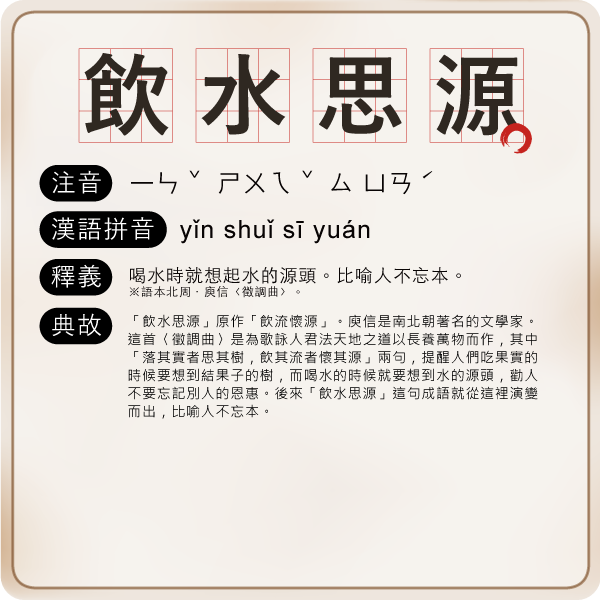 飲水思源
注音 ㄧㄣˇ ㄕㄨㄟˇ ㄙ ㄩㄢˊ
漢語拼音 yǐn shuǐ sī yuán
釋義 喝水時就想起水的源頭。比喻人不忘本。
※語本北周．庾信〈徵調曲〉。
典故 「飲水思源」原作「飲流懷源」。庾信是南北朝著名的文學家。
這首〈徵調曲〉是為歌詠人君法天地之道以長養萬物而作，其中
「落其實者思其樹，飲其流者懷其源」兩句，提醒人們吃果實的
時候要想到結果子的樹，而喝水的時候就要想到水的源頭，勸人
不要忘記別人的恩惠。後來「飲水思源」這句成語就從這裡演變
而出，比喻人不忘本。